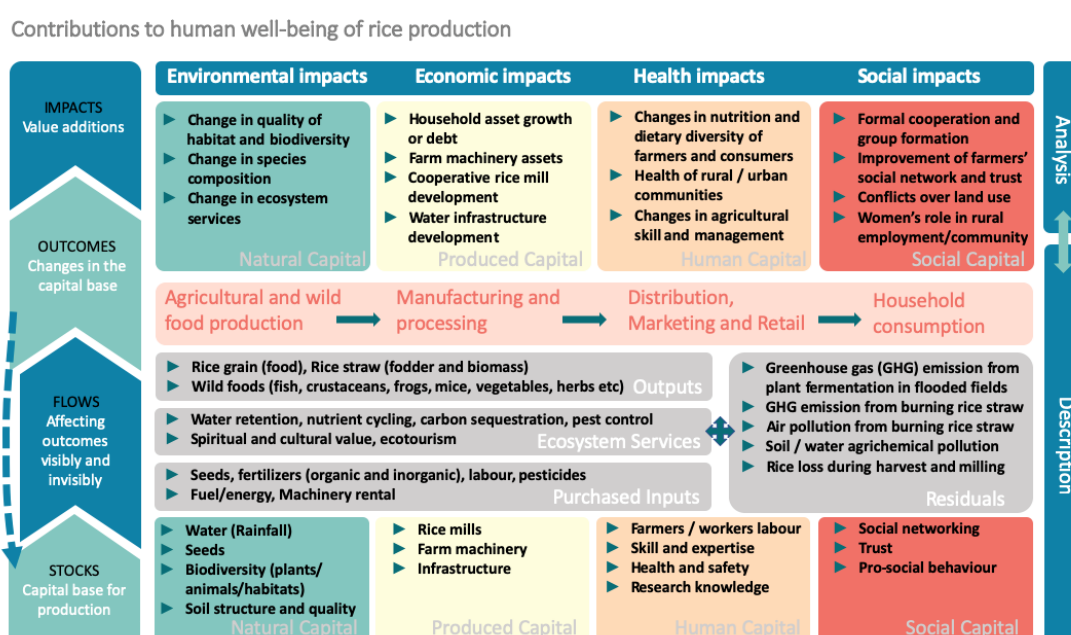 Contributions to human well-being of rice production
IMPACTS
Value additions
OUTCOMES
Changes in the
capital base
FLOWS
Affecting
outcomes
visibly and
invisibly
STOCKS
Capital base for
production
Environmental impacts
Economic impacts
Health impacts
Social impacts
Change in quality of
habitat and biodiversity
Change in species
composition
Change in ecosystem
services
Natural Capital
Household asset growth
or debt
Farm machinery assets
Cooperative rice mill
development
Water infrastructure
development
Produced Capital
Changes in nutrition and
dietary diversity of
farmers and consumers
Health of rural / urban
communities
Changes in agricultural
skill and management
Human Capital
Formal cooperation and
group formation
Improvement of farmers'
social network and trust
Conflicts over land use
Women's role in rural
employment/community
Social Capital
Agricultural and wild
food production
Manufacturing and
processing
Distribution,
Marketing and Retail
Household
consumption
Rice grain (food), Rice straw (fodder and biomass)
Wild foods (fish, crustaceans, frogs, mice, vegetables, herbs etc)
Outputs
Water retention, nutrient cycling, carbon sequestration, pest control
Spiritual and cultural value, ecotourism
Ecosystem Services
Seeds, fertilizers (organic and inorganic), labour, pesticides
Fuel/energy, Machinery rental
Purchased Inputs
Greenhouse gas (GHG) emission from
plant fermentation in flooded fields
GHG emission from burning rice straw
Air pollution from burning rice straw
Soil / water agrichemical pollution
Rice loss during harvest and milling
Residuals
Water (Rainfall)
Seeds
Biodiversity (plants/
animals/habitats)
Soil structure and quality
Natural Capital
Rice mills
Farm machinery
Infrastructure
Produced Capital
Farmers / workers labour
Skill and expertise
Health and safety
Research knowledge
Human Capital
Social networking
Trust
Pro-social behaviour
Social Capital
Analysis
Description